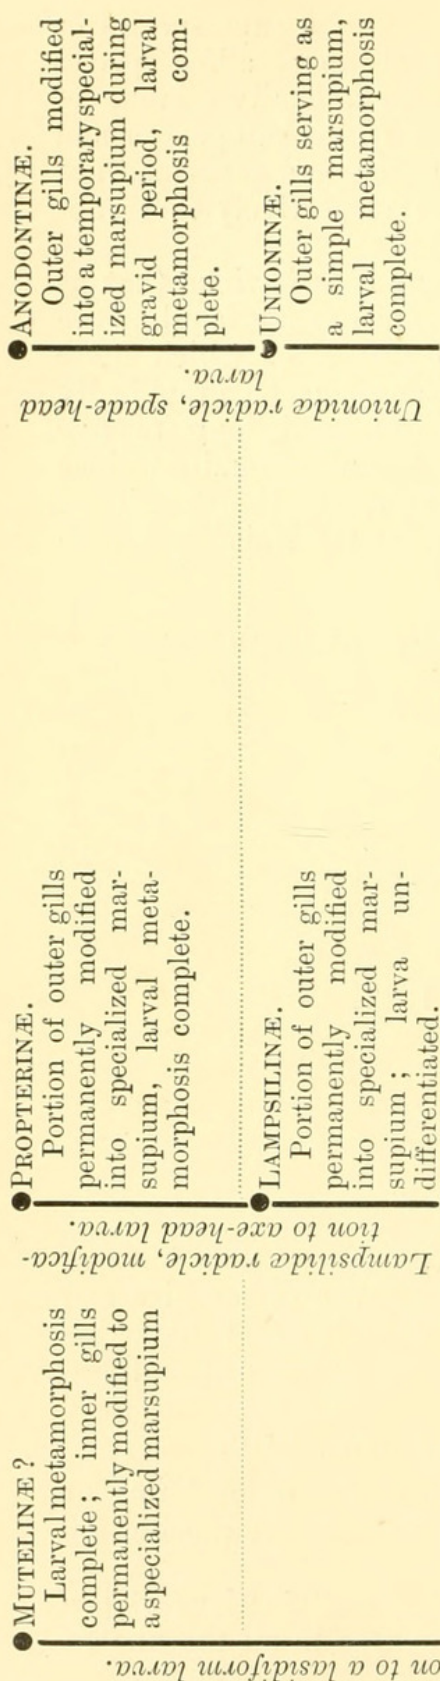 MUTELINÆ?
Larval metamorphosis
complete; inner gills
permanently modified to
a specialized marsupium
on to a lasidiform larva.
PROPTERINÆ.
Portion of outer gills
permanently modified
into specialized mar-
supium, larval meta-
morphosis complete.
Lampsilidæ radicle, modifica-
tion to axe-head larva.
LAMPSILINÆ.
Portion of outer gills
permanently modified
into specialized mar-
supium; larva un-
differentiated.
ANODONTINÆ.
Outer gills modified
into a temporary special-
ized marsupium during
gravid period, larval
metamorphosis com-
plete.
Unionidæ radicle, spade-head
larva.
UNIONINÆ.
Outer gills serving as
a simple marsupium,
larval metamorphosis
complete.